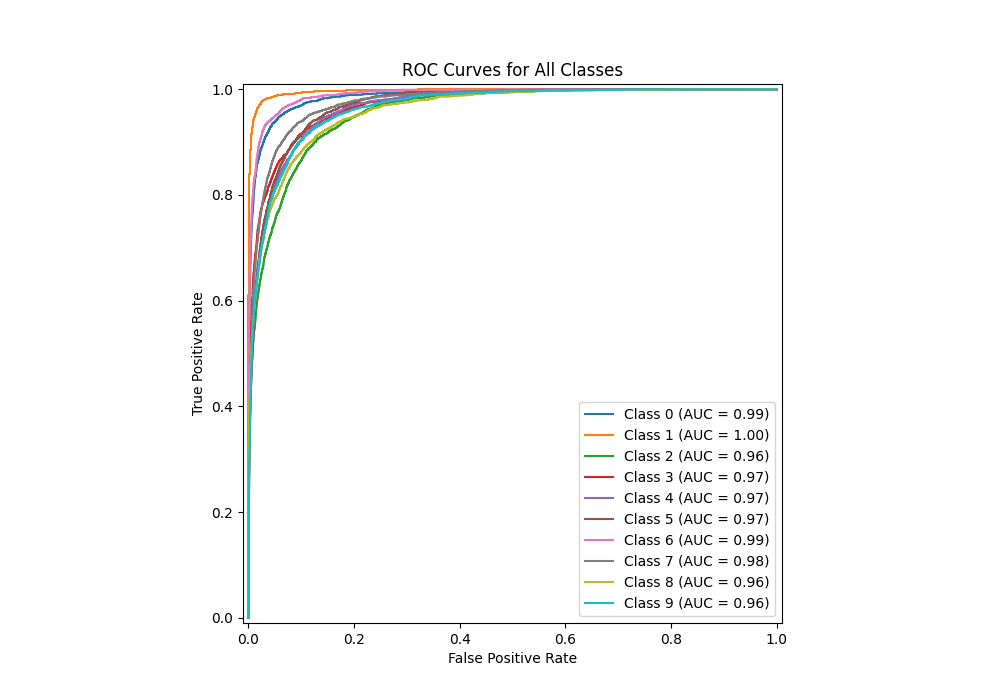 ROC Curves for All Classes
True Positive Rate
1.0
0.8
0.6
0.4
0.2
0.0
Class 0 (AUC = 0.99)
Class 1 (AUC = 1.00)
Class 2 (AUC = 0.96)
Class 3 (AUC = 0.97)
Class 4 (AUC = 0.97)
Class 5 (AUC = 0.97)
Class 6 (AUC = 0.99)
Class 7 (AUC = 0.98)
Class 8 (AUC = 0.96)
Class 9 (AUC = 0.96)
0.0 0.2 0.4 0.6 0.8 1.0
False Positive Rate